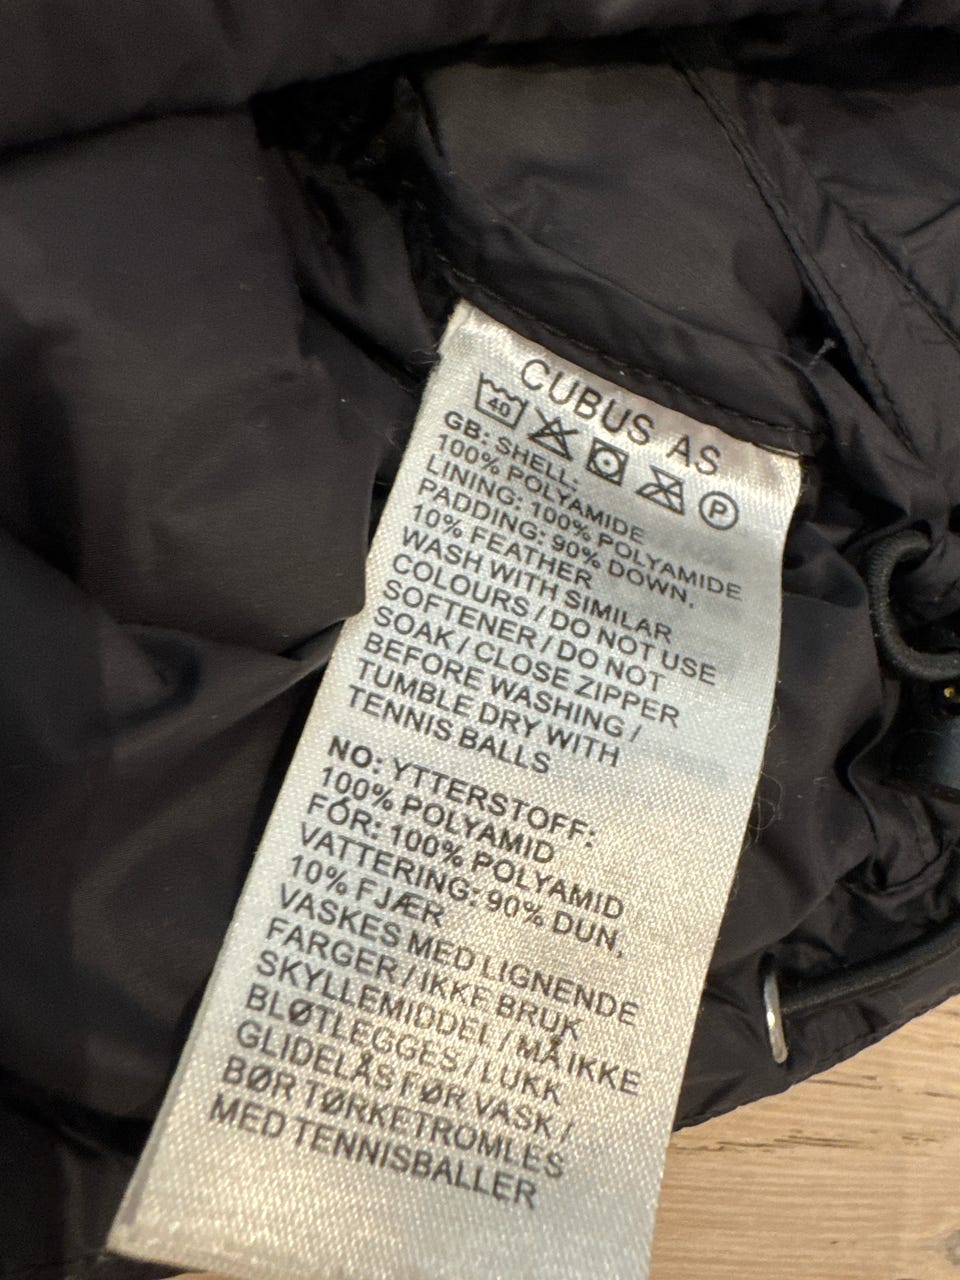 CUBUS AS
40 P
GB: SHELL:
100% POLYAMIDE
LINING: 100% POLYAMIDE
PADDING: 90% DOWN,
10% FEATHER
WASH WITH SIMILAR
COLOURS / DO NOT USE
SOFTENER / DO NOT
SOAK / CLOSE ZIPPER
BEFORE WASHING /
TUMBLE DRY WITH
TENNIS BALLS
NO: YTTERSTOFF:
100% POLYAMID
FÓR: 100% POLYAMID
VATTERING: 90% DUN,
10% FJÆR
VASKES MED LIGNENDE
FARGER / IKKE BRUK
SKYLLEMIDDEL / MÅ IKKE
BLØTLEGGES / LUKK
GLIDELÅS FØR VASK /
BØR TØRKETROMLES
MED TENNISBALLER